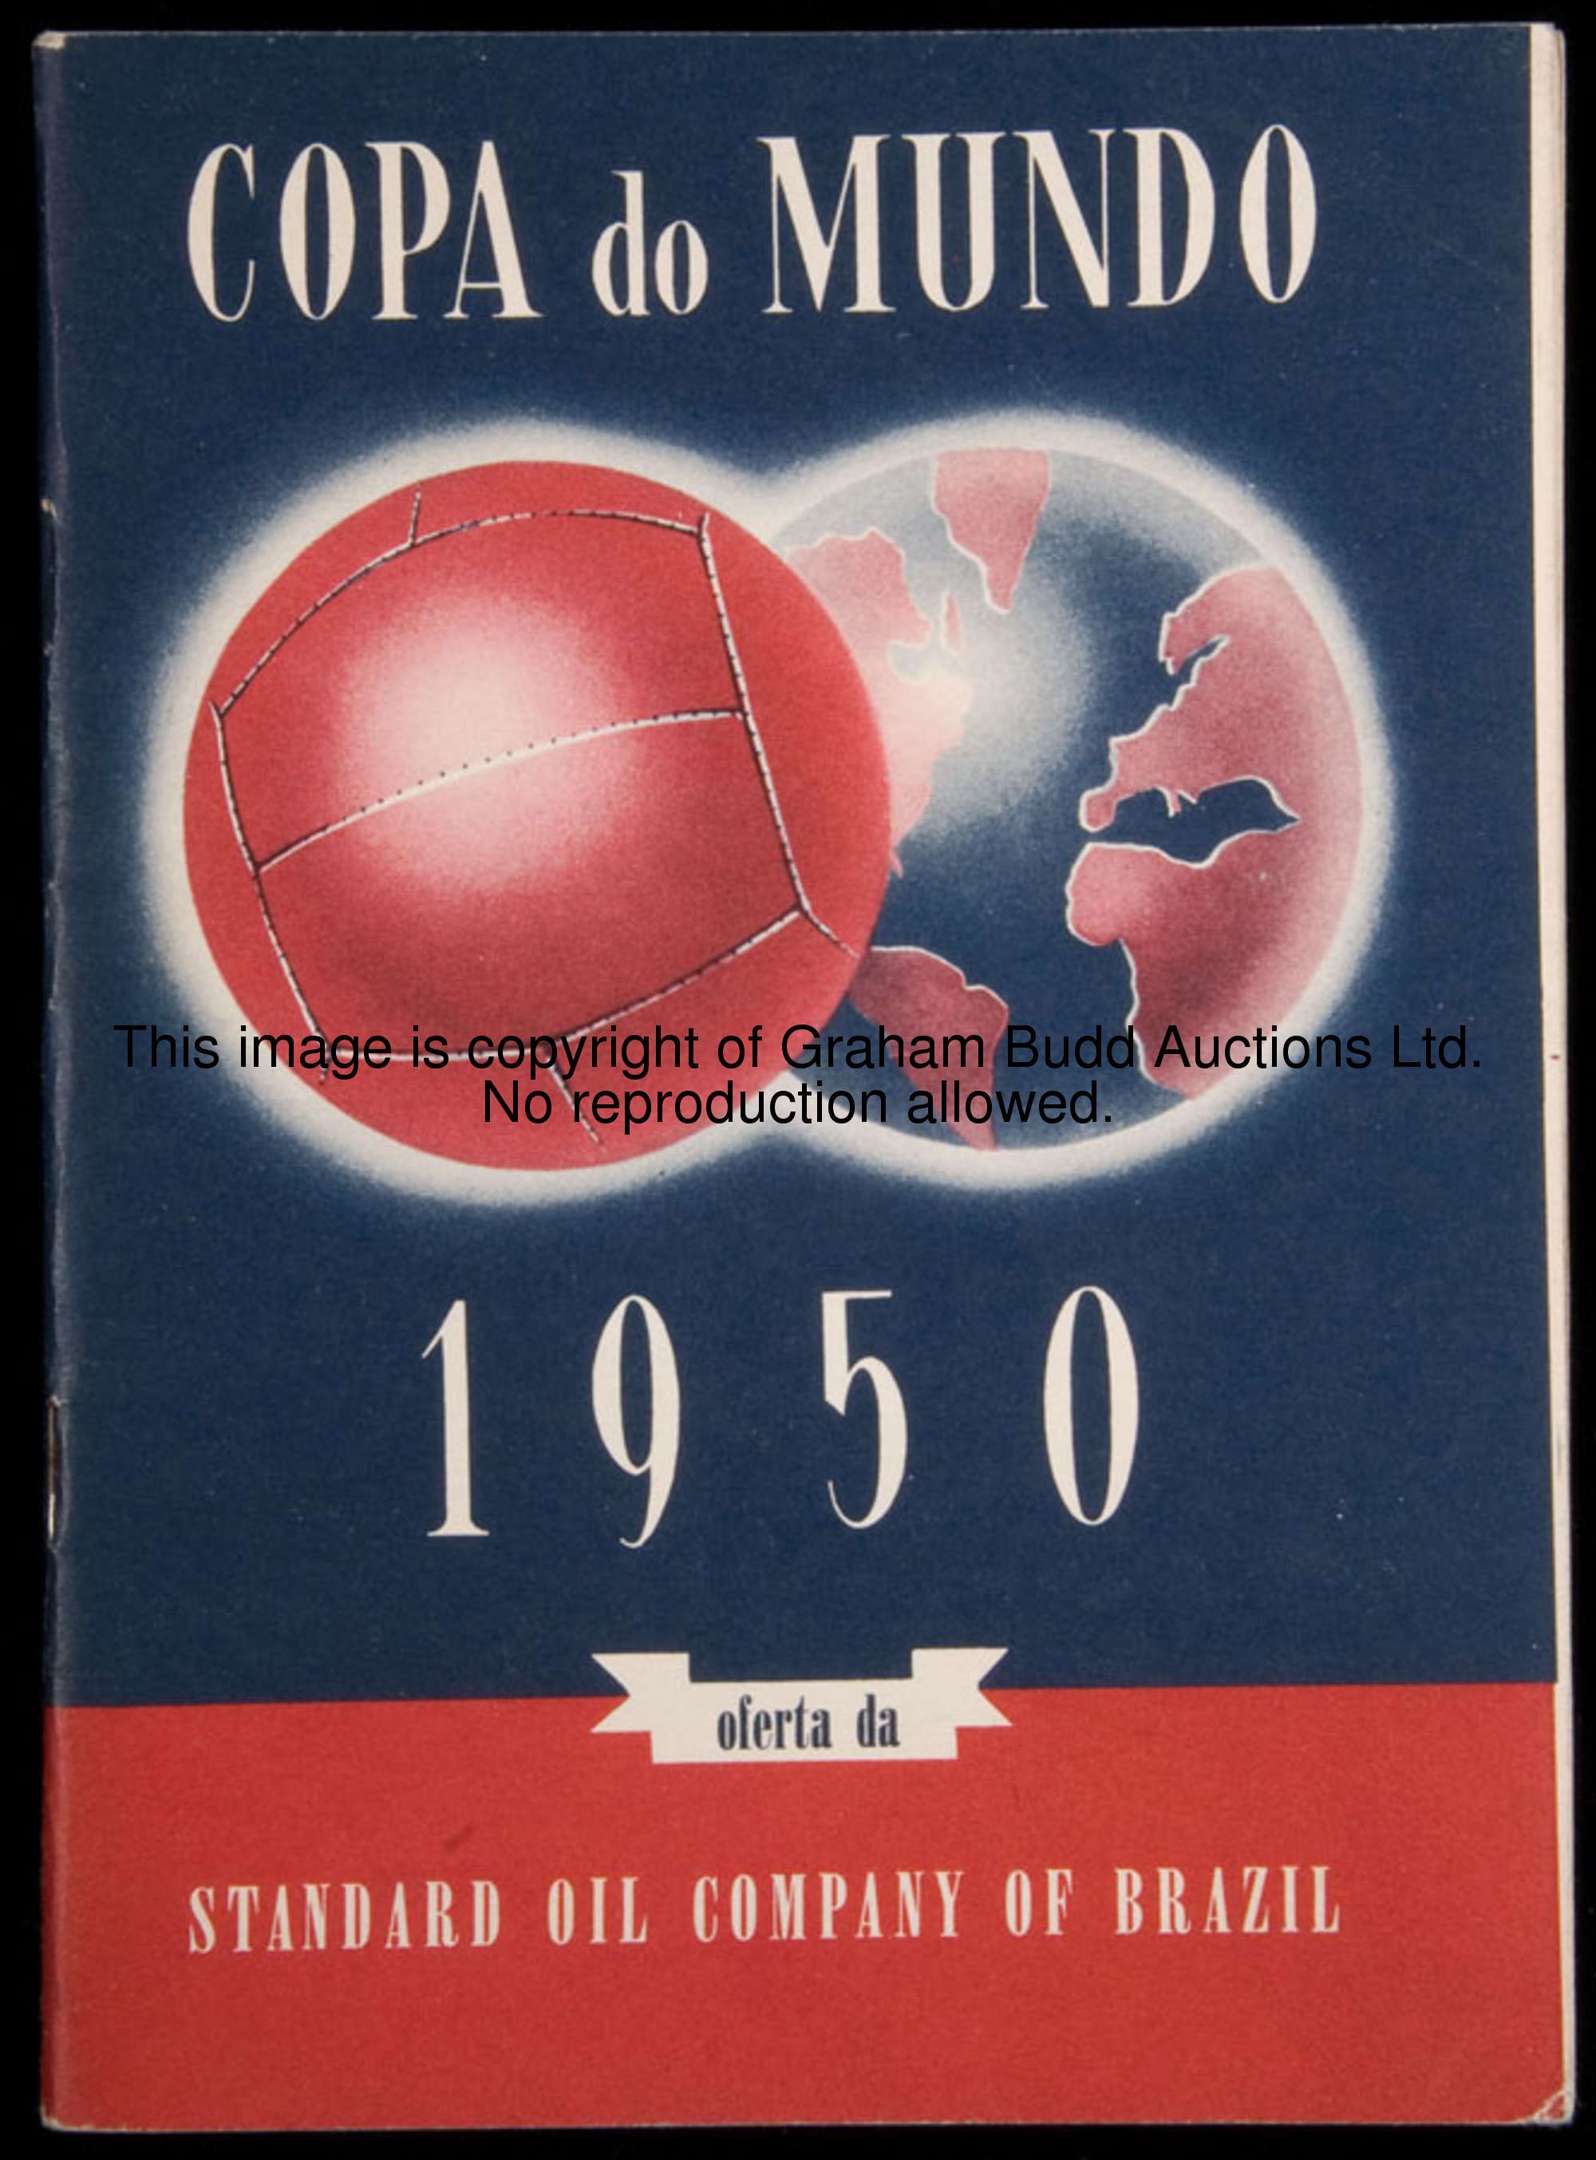 COPA do MUNDO
This image is copyright of Graham Budd Auctions Ltd.
No reproduction allowed.
1950
oferta da
STANDARD OIL COMPANY OF BRAZIL